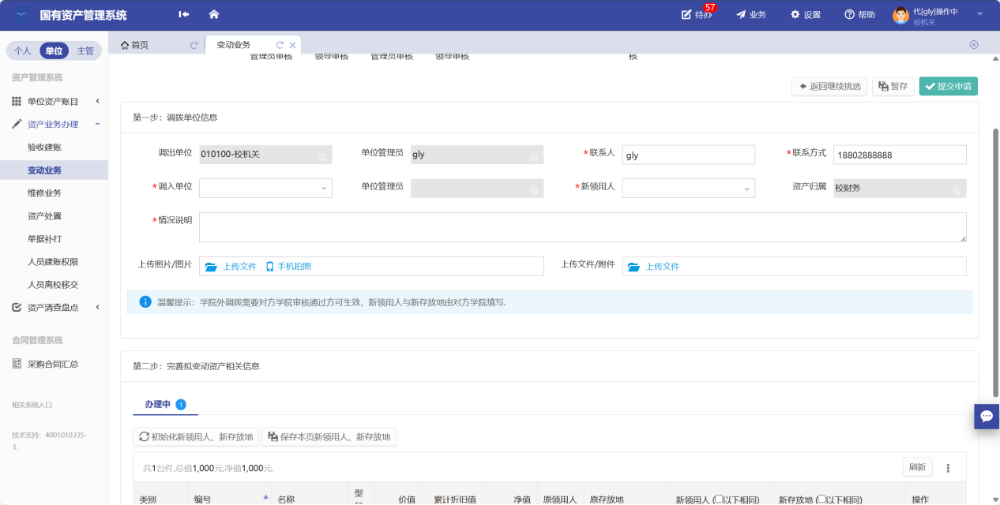 国有资产管理系统
待办
57
业务
设置
帮助
代[gly]操作中
校机关
个人
单位
主管
首页
变动业务
管理员审核
领导审核
管理员审核
领导审核
核
资产管理系统
单位资产账目
资产业务办理
验收建账
变动业务
维修业务
资产处置
单据补打
人员建账权限
人员离校移交
资产清查盘点
合同管理系统
采购合同汇总
相关系统入口
技术支持：4001010335-
3,
返回继续挑选
暂存
提交申请
第一步：调拨单位信息
调出单位 010100-校机关
单位管理员 gly
*联系人 gly
*联系方式 18802888888
*调入单位
单位管理员
*新领用人
资产归属 校财务
*情况说明
上传照片/图片 上传文件 手机拍照
上传文件/附件 上传文件
温馨提示：学院外调拨需要对方学院审核通过方可生效，新领用人与新存放地由对方学院填写.
第二步：完善拟变动资产相关信息
办理中 1
初始化新领用人、新存放地
保存本页新领用人、新存放地
共1台件,总值1,000元,净值1,000元.
刷新
类别
编号
名称
型
价值
累计折旧值
净值
原领用人
原存放地
新领用人 (以下相同)
新存放地 (以下相同)
操作